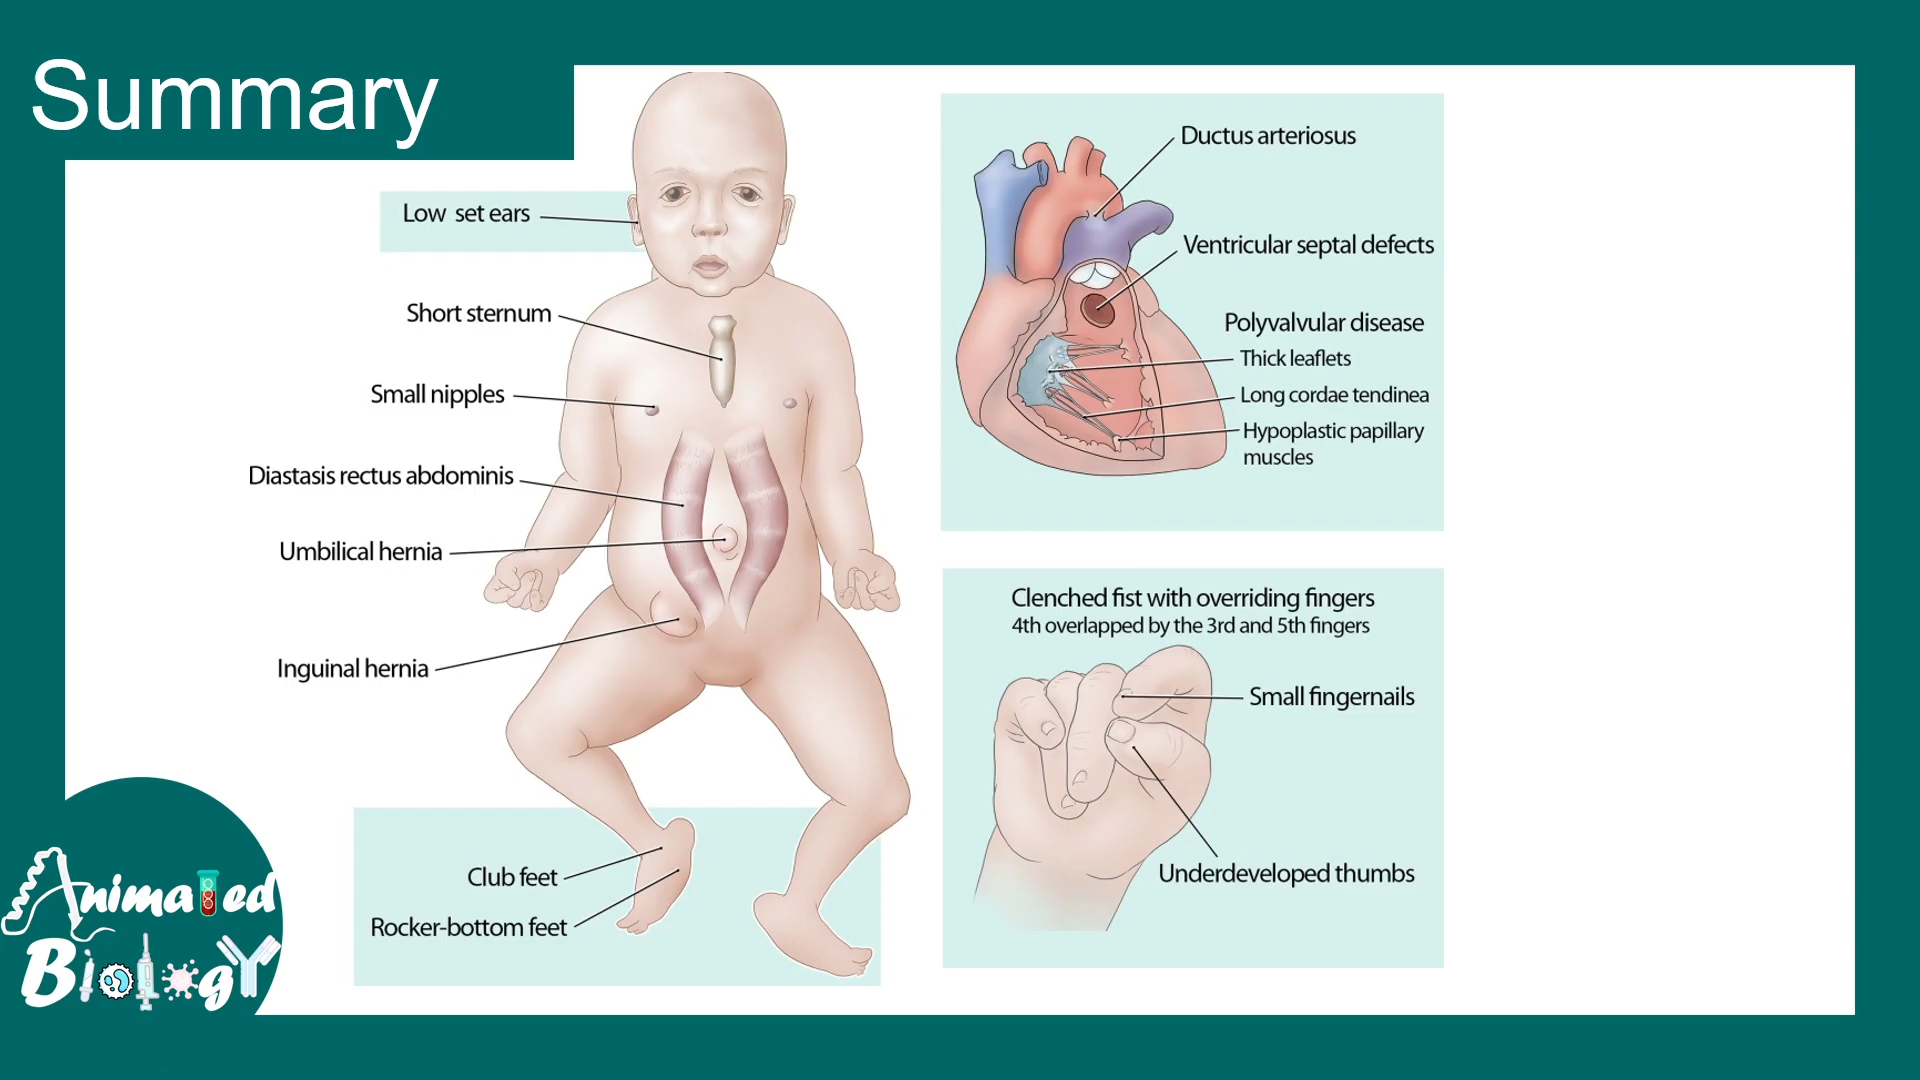 Summary
Low set ears
Short sternum
Small nipples
Diastasis rectus abdominis
Umbilical hernia
Inguinal hernia
Club feet
Rocker-bottom feet
Ductus arteriosus
Ventricular septal defects
Polyvalvular disease
Thick leaflets
Long cordae tendinea
Hypoplastic papillary
muscles
Clenched fist with overriding fingers
4th overlapped by the 3rd and 5th fingers
Small fingernails
Underdeveloped thumbs
Animated
Biology